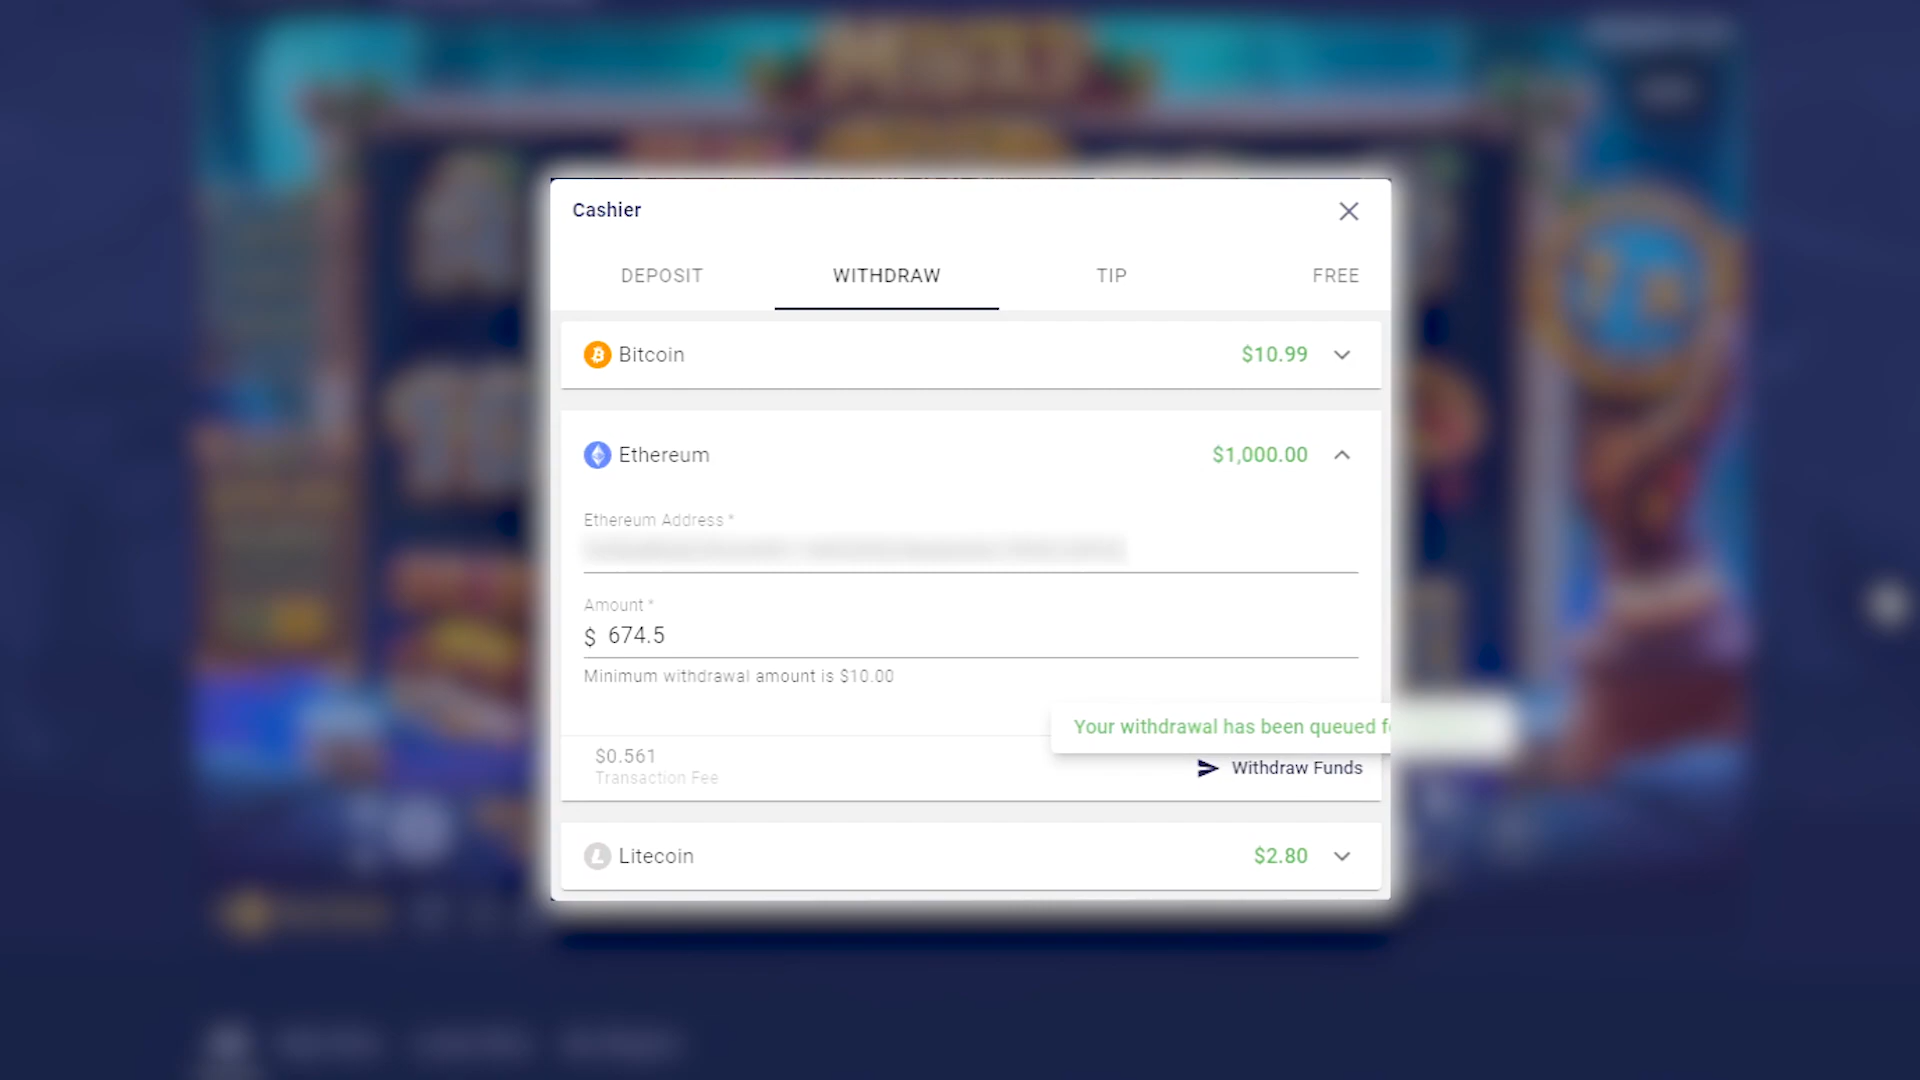 Cashier
DEPOSIT WITHDRAW TIP FREE
Bitcoin $10.99
Ethereum $1,000.00
Ethereum Address *
Amount *
$ 674.5
Minimum withdrawal amount is $10.00
Your withdrawal has been queued
$0.561
Transaction Fee
Withdraw Funds
Litecoin $2.80